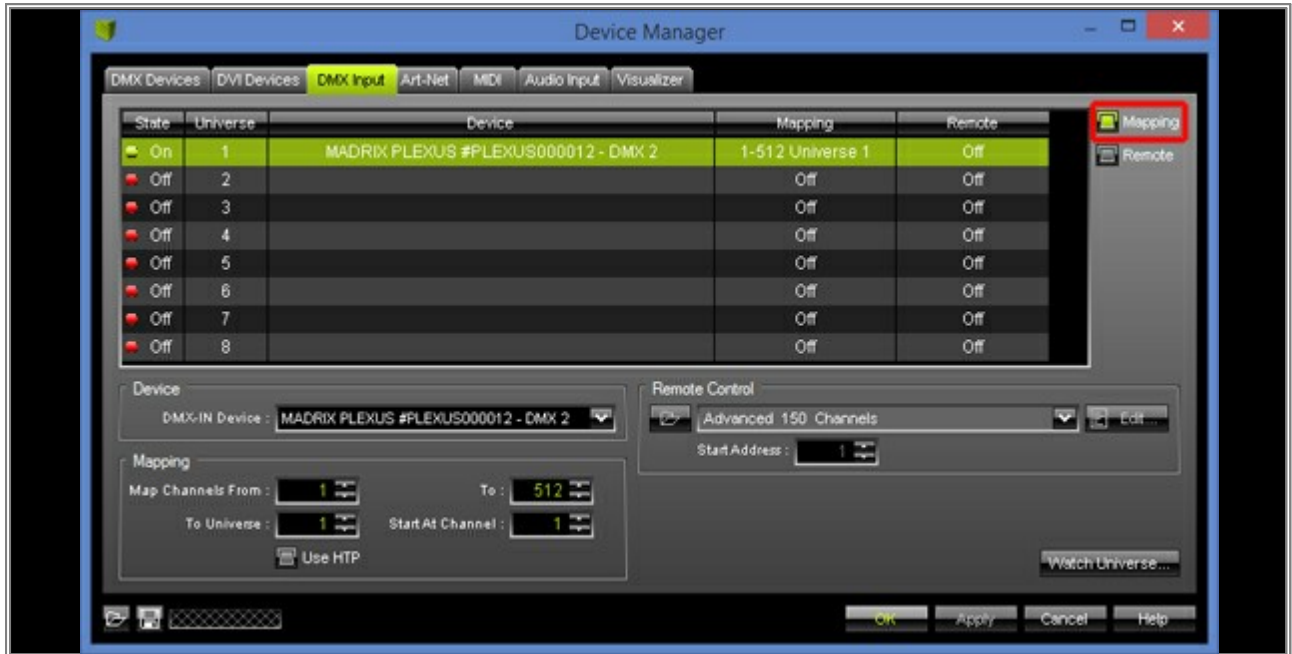 Device Manager
DMX Devices DVI Devices DMX Input Art-Net MIDI Audio Input Visualizer
State Universe Device Mapping Remote
Mapping
On 1 MADRIX PLEXUS #PLEXUS000012 - DMX 2 1-512 Universe 1 Off
Remote
Off 2 Off Off
Off 3 Off Off
Off 4 Off Off
Off 5 Off Off
Off 6 Off Off
Off 7 Off Off
Off 8 Off Off
Device
DMX-IN Device : MADRIX PLEXUS #PLEXUS000012 - DMX 2
Remote Control
Advanced 150 Channels Edit...
Start Address : 1
Mapping
Map Channels From : 1 To : 512
To Universe : 1 Start At Channel : 1
Use HTP
Watch Universe...
OK Apply Cancel Help